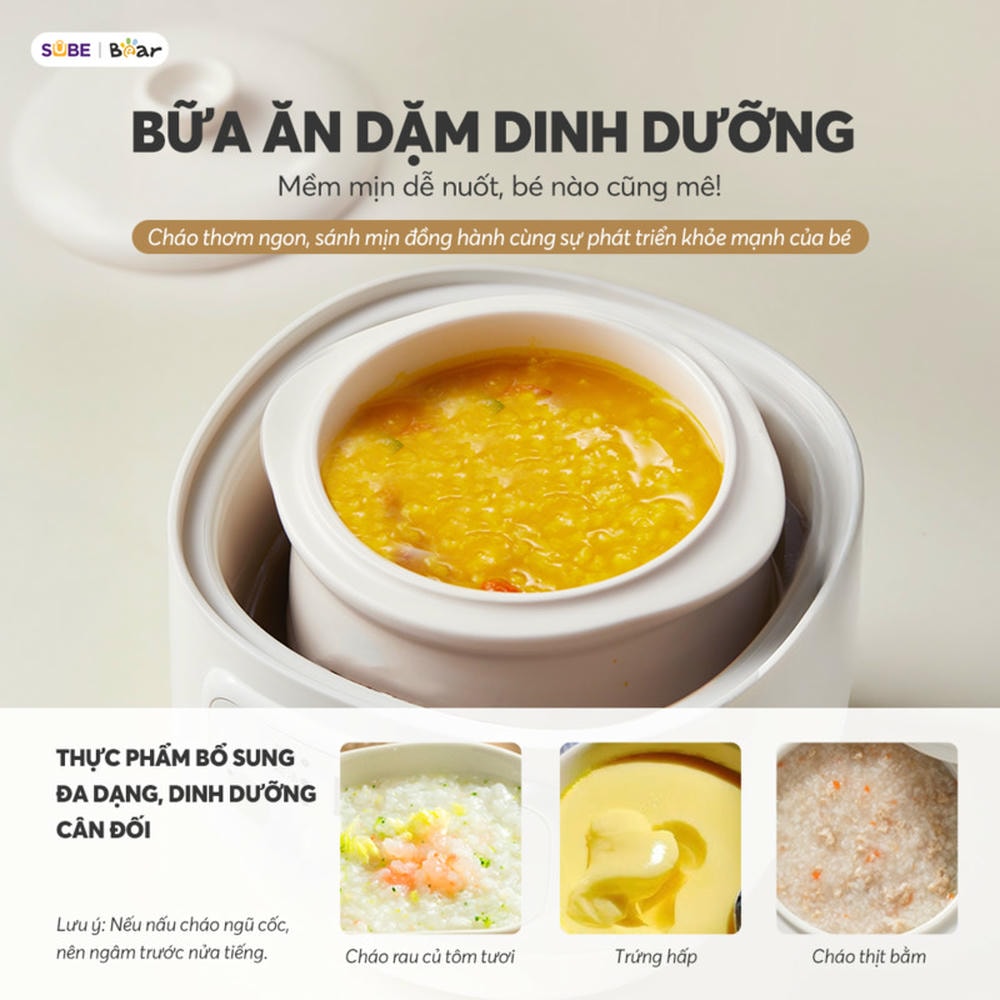 SUBE | Bear
BỮA ĂN DẶM DINH DƯỠNG
Mềm mịn dễ nuốt, bé nào cũng mê!
Cháo thơm ngon, sánh mịn đồng hành cùng sự phát triển khỏe mạnh của bé
THỰC PHẨM BỔ SUNG
ĐA DẠNG, DINH DƯỠNG
CÂN ĐỐI
Lưu ý: Nếu nấu cháo ngũ cốc,
nên ngâm trước nửa tiếng.
Cháo rau củ tôm tươi
Trứng hấp
Cháo thịt bằm